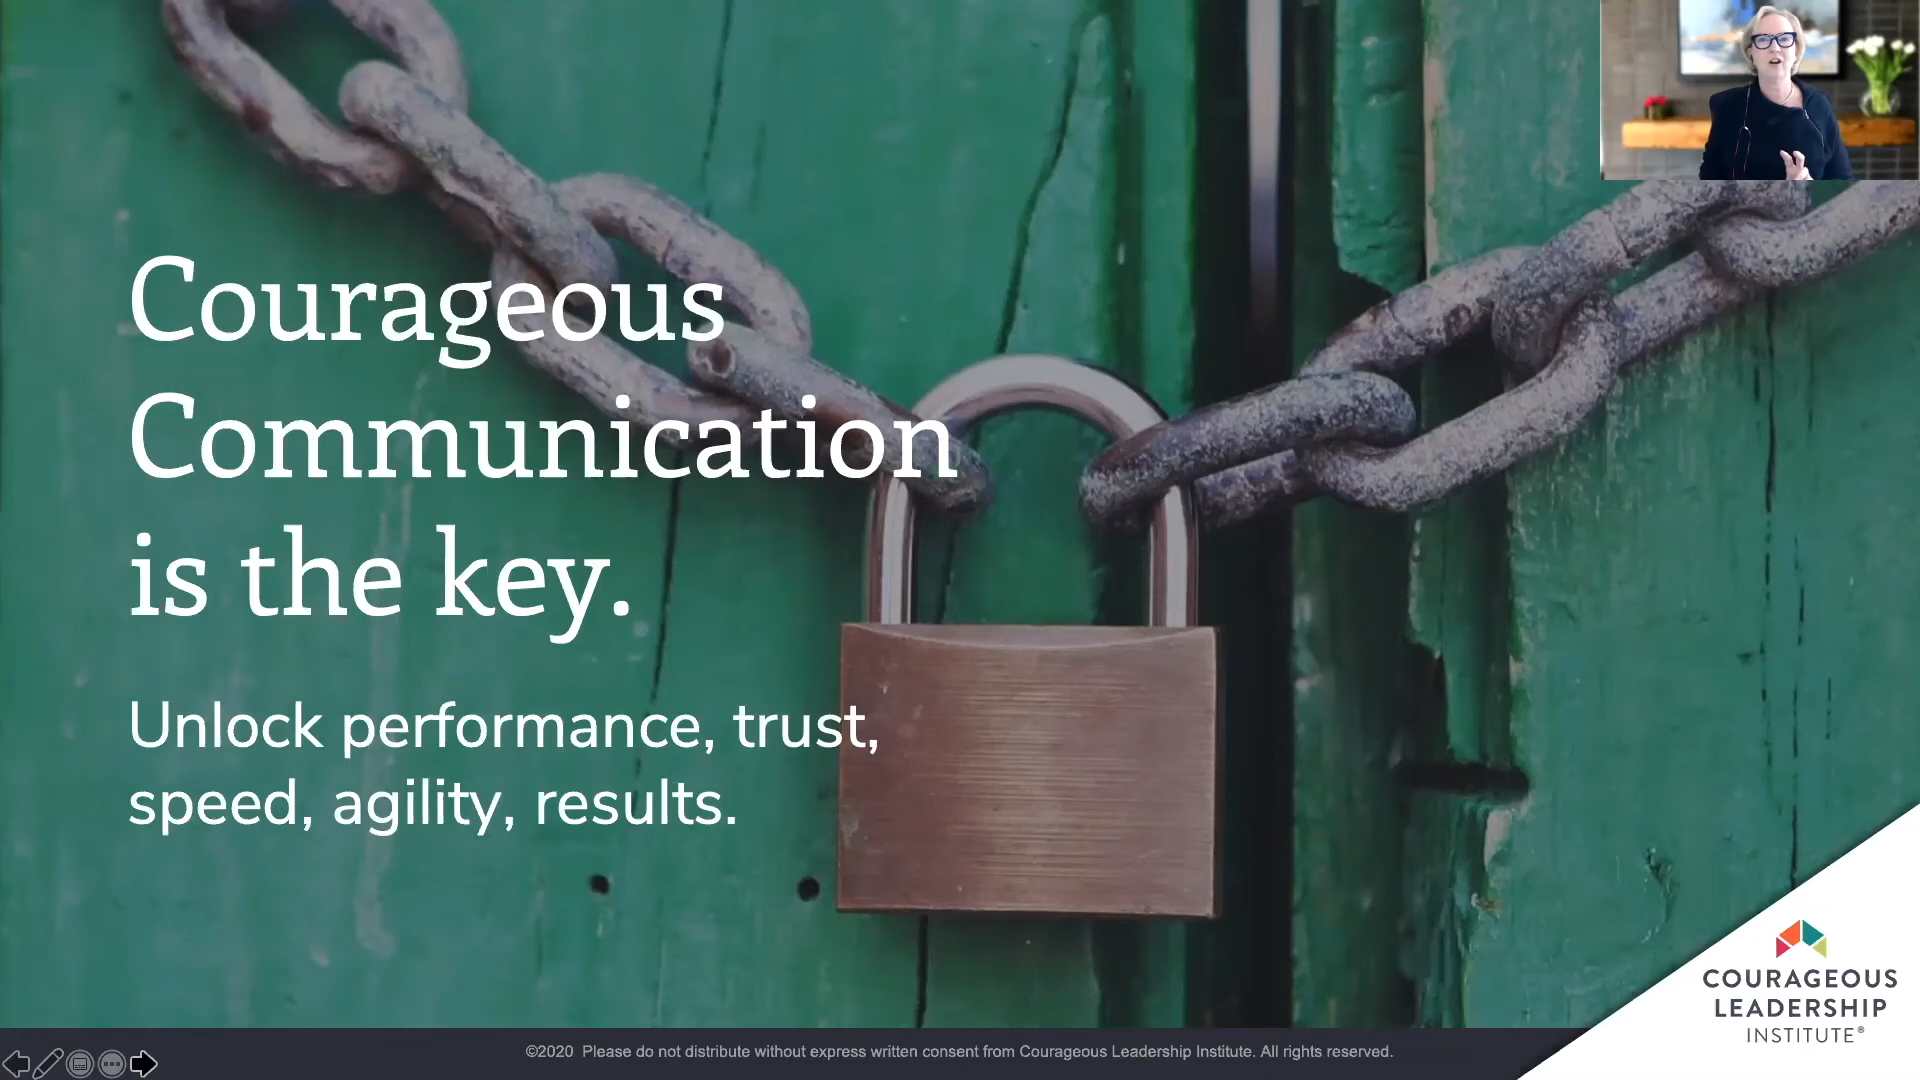 Courageous
Communication
is the key.
Unlock performance, trust,
speed, agility, results.
COURAGEOUS
LEADERSHIP
INSTITUTE®
©2020 Please do not distribute without express written consent from Courageous Leadership Institute. All rights reserved.